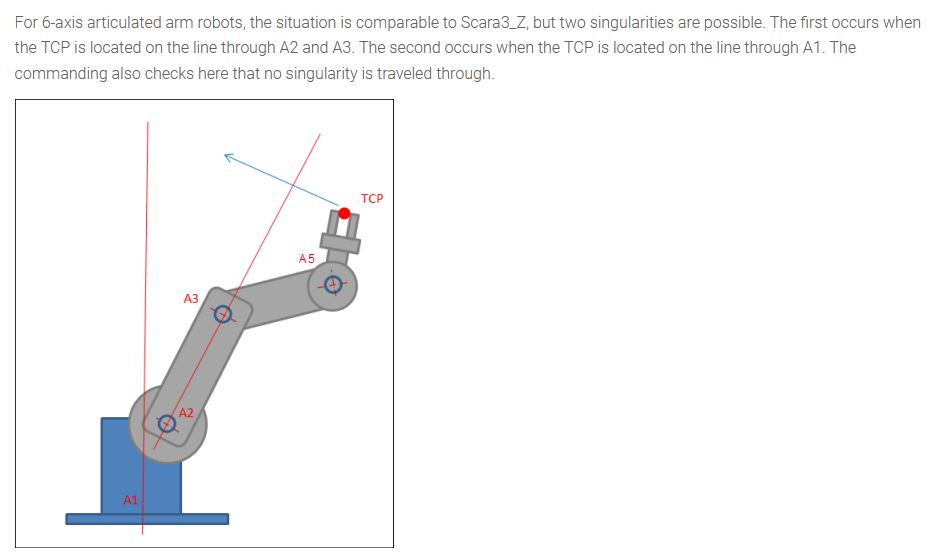 For 6-axis articulated arm robots, the situation is comparable to Scara3_Z, but two singularities are possible. The first occurs when
the TCP is located on the line through A2 and A3. The second occurs when the TCP is located on the line through A1. The
commanding also checks here that no singularity is traveled through.
TCP
A5
A3
A2
A1